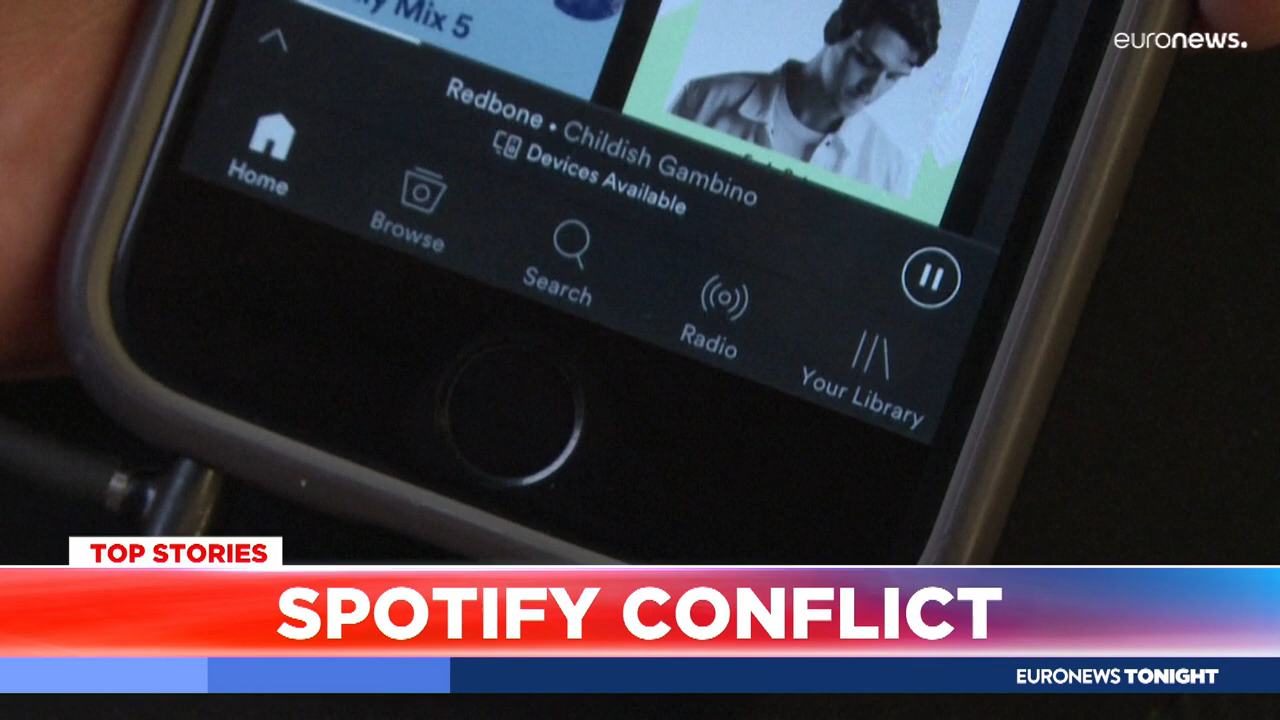 y Mix 5
euronews.
Redbone • Childish Gambino
Devices Available
Home
Browse
Search
Radio
Your Library
TOP STORIES
SPOTIFY CONFLICT
EURONEWS TONIGHT